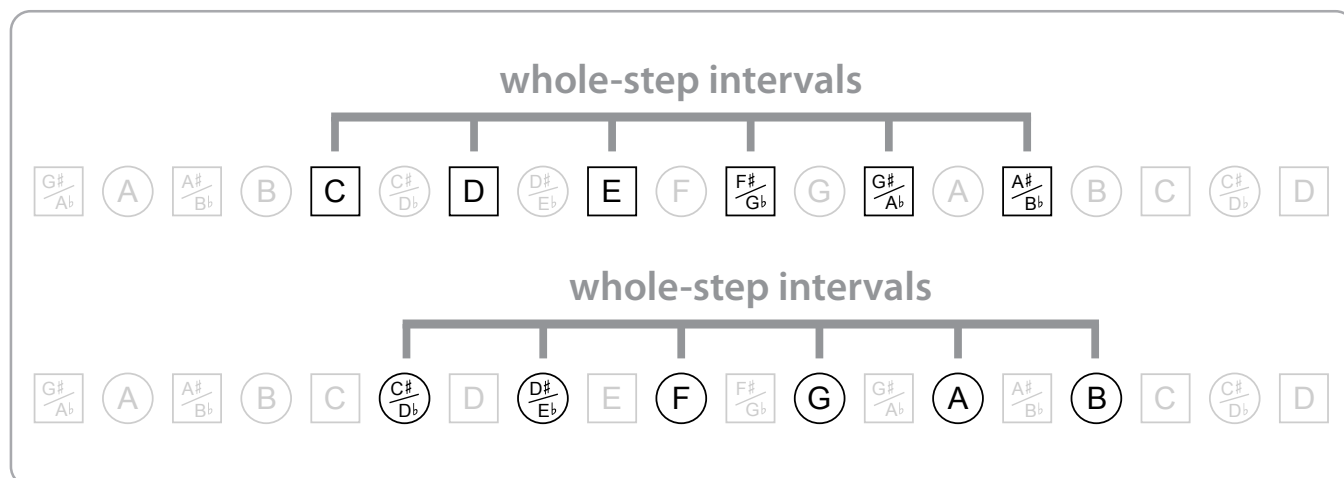 whole-step intervals
G♯/A♭ A A♯/B♭ B C C♯/D♭ D D♯/E♭ E F F♯/G♭ G G♯/A♭ A A♯/B♭ B C C♯/D♭ D
whole-step intervals
G♯/A♭ A A♯/B♭ B C C♯/D♭ D D♯/E♭ E F F♯/G♭ G G♯/A♭ A A♯/B♭ B C C♯/D♭ D